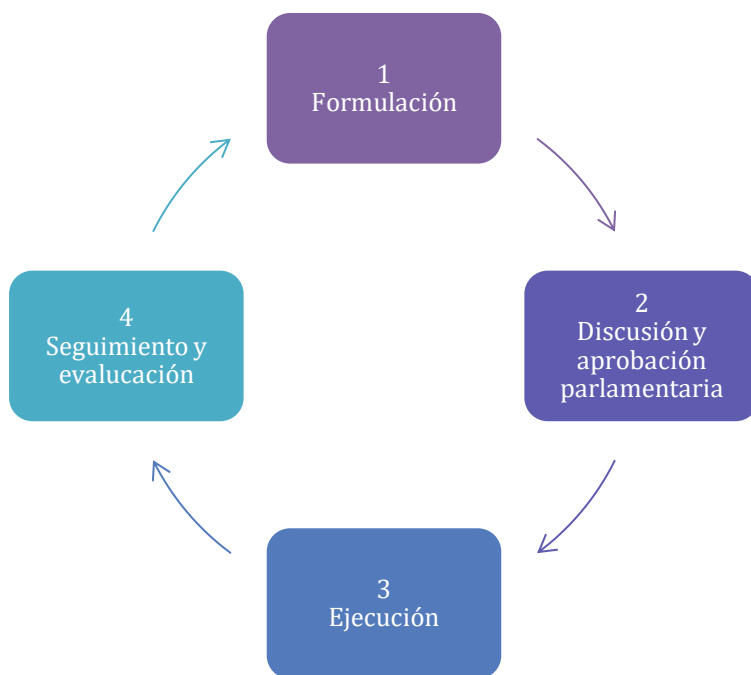 1
Formulación
2
Discusión y
aprobación
parlamentaria
3
Ejecución
4
Seguimiento y
evalucación